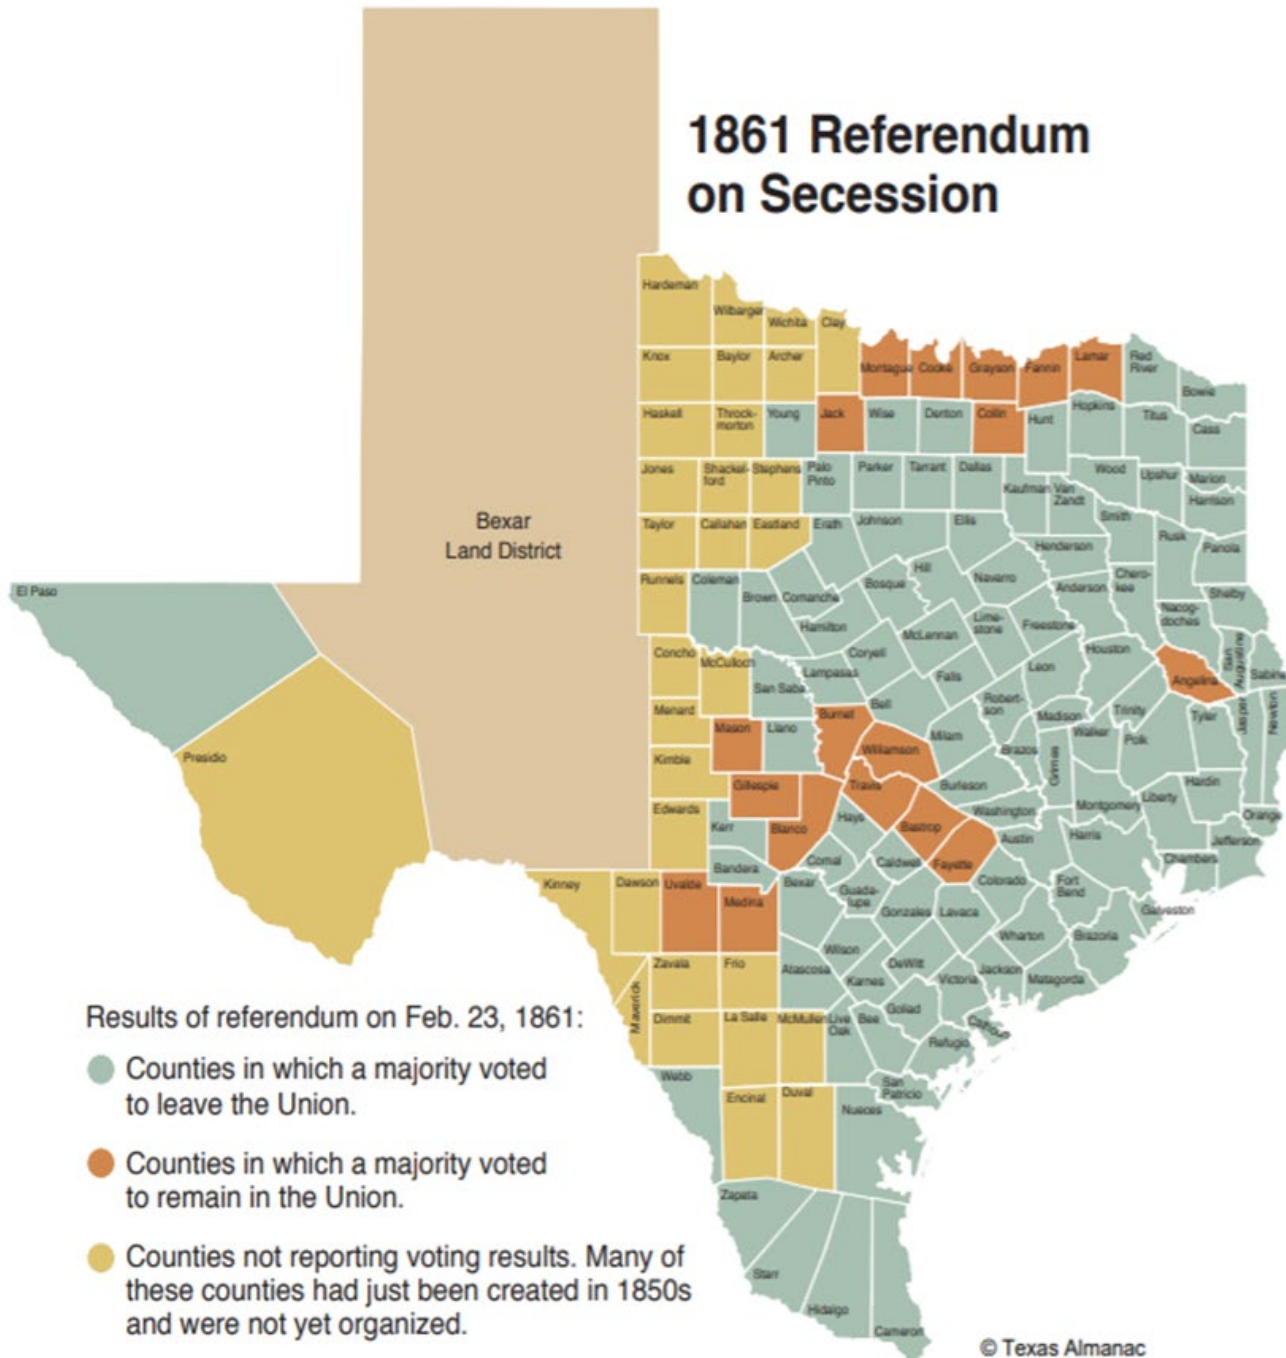 1861 Referendum
on Secession
Hardeman
Wilbarger
Wichita
Clay
Knox
Baylor
Archer
Montague
Cooke
Grayson
Fannin
Lamar
Red
River
Bowie
Haskell
Throck-
morton
Young
Jack
Wise
Denton
Collin
Hunt
Hopkins
Titus
Cass
Jones
Shackel-
ford
Stephens
Palo
Pinto
Parker
Tarrant
Dallas
Kaufman
Van
Zandt
Wood
Upshur
Marion
Harrison
Bexar
Land District
Taylor
Callahan
Eastland
Erath
Johnson
Ellis
Henderson
Smith
Rusk
Panola
El Paso
Runnels
Coleman
Brown
Comanche
Bosque
Hill
Navarro
Anderson
Chero-
kee
Nacog-
doches
Shelby
Hamilton
McLennan
Lime-
stone
Freestone
Concho
McCulloch
San Saba
Lampasas
Coryell
Falls
Leon
Houston
Angelina
San
Augustine
Sabine
Menard
Mason
Llano
Burnet
Bell
Robert-
son
Madison
Trinity
Tyler
Jasper
Newton
Presidio
Kimble
Williamson
Milam
Brazos
Grimes
Walker
Polk
Hardin
Gillespie
Travis
Burleson
Edwards
Kerr
Blanco
Hays
Bastrop
Washington
Montgomery
Liberty
Orange
Austin
Harris
Jefferson
Bandera
Comal
Caldwell
Fayette
Chambers
Kinney
Dawson
Uvalde
Medina
Bexar
Guada-
lupe
Gonzales
Lavaca
Colorado
Fort
Bend
Galveston
Wilson
Wharton
Brazoria
Zavala
Frio
Atascosa
Karnes
DeWitt
Victoria
Jackson
Matagorda
Maverick
Dimmit
La Salle
McMullen
Live
Oak
Bee
Goliad
Calhoun
Refugio
Webb
Encinal
Duval
Nueces
San
Patricio
Zapata
Starr
Hidalgo
Cameron
Results of referendum on Feb. 23, 1861:
Counties in which a majority voted
to leave the Union.
Counties in which a majority voted
to remain in the Union.
Counties not reporting voting results. Many of
these counties had just been created in 1850s
and were not yet organized.
© Texas Almanac